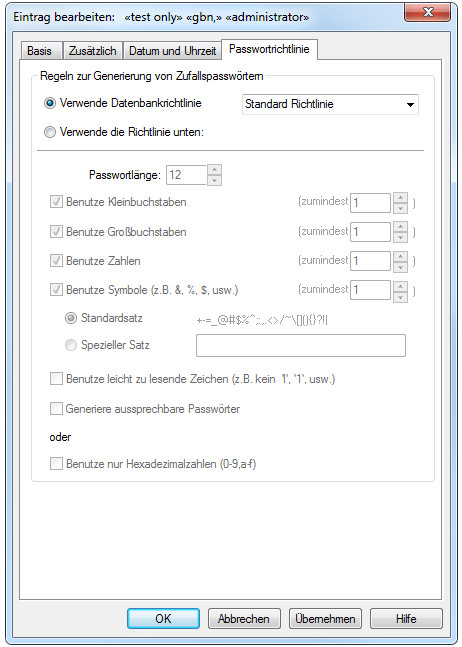 Eintrag bearbeiten: «test only» «gbn,» «administrator»
Basis Zusätzlich Datum und Uhrzeit Passwortrichtlinie
Regeln zur Generierung von Zufallspasswörtern
Verwende Datenbankrichtlinie Standard Richtlinie
Verwende die Richtlinie unten:
Passwortlänge: 12
Benutze Kleinbuchstaben (zumindest 1 )
Benutze Großbuchstaben (zumindest 1 )
Benutze Zahlen (zumindest 1 )
Benutze Symbole (z.B. &, %, $, usw.) (zumindest 1 )
Standardsatz +-=_@#$%^;:,.<>/~\[](){}?!|
Spezieller Satz
Benutze leicht zu lesende Zeichen (z.B. kein 'l', '1', usw.)
Generiere aussprechbare Passwörter
oder
Benutze nur Hexadezimalzahlen (0-9,a-f)
OK Abbrechen Übernehmen Hilfe